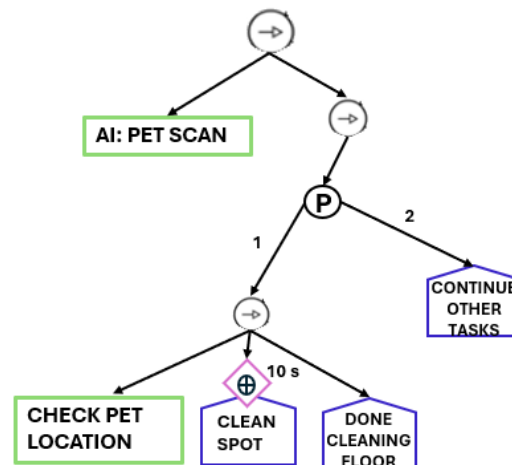 AI: PET SCAN
P
1
2
CONTINUE
OTHER
TASKS
10 s
CHECK PET
LOCATION
CLEAN
SPOT
DONE
CLEANING
FLOOR